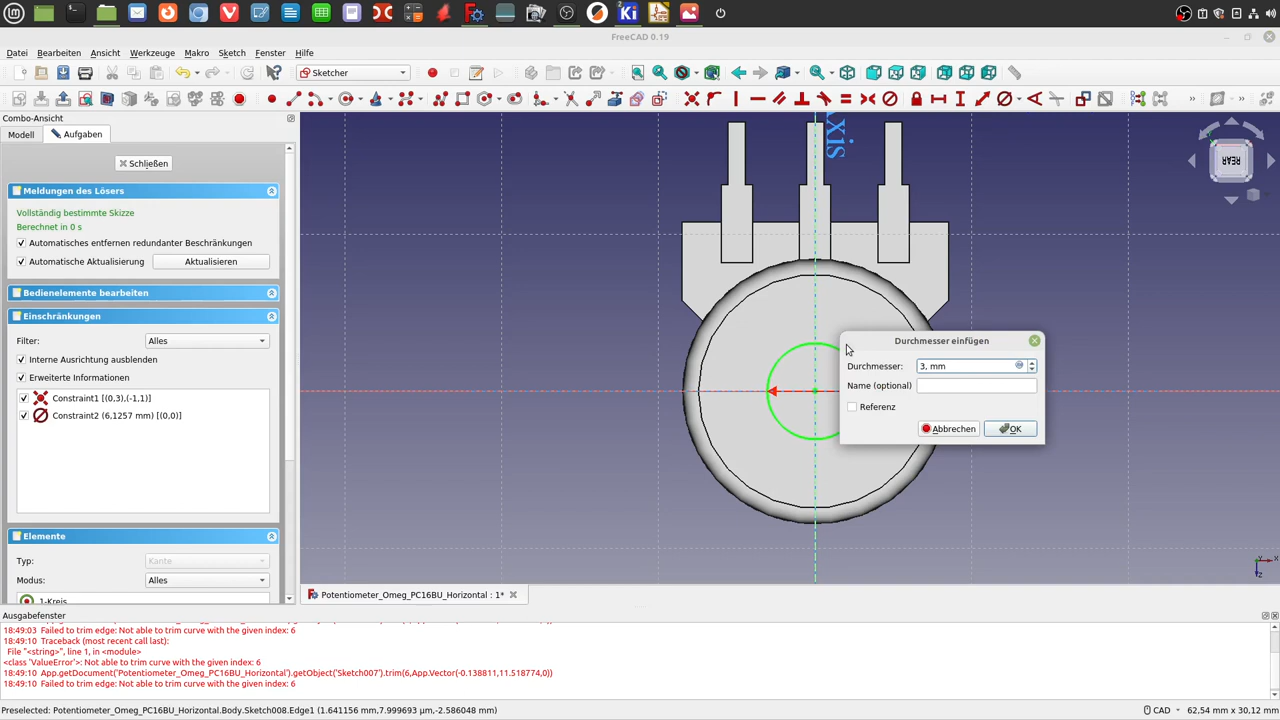 FreeCAD 0.19
Datei Bearbeiten Ansicht Werkzeuge Makro Sketch Fenster Hilfe
Sketcher
Combo-Ansicht
Modell Aufgaben
Schließen
Meldungen des Lösers
Vollständig bestimmte Skizze
Berechnet in 0 s
Automatisches entfernen redundanter Beschränkungen
Automatische Aktualisierung Aktualisieren
Bedienelemente bearbeiten
Einschränkungen
Filter: Alles
Interne Ausrichtung ausblenden
Erweiterte Informationen
Constraint1 [(0,3),(-1,1)]
Constraint2 (6,1257 mm) [(0,0)]
Elemente
Typ: Kante
Modus: Alles
1-Kreis
xis
REAR
Durchmesser einfügen
Durchmesser: 3, mm
Name (optional)
Referenz
Abbrechen OK
Potentiometer_Omeg_PC16BU_Horizontal : 1*
Ausgabefenster
18:49:03 Failed to trim edge: Not able to trim curve with the given index: 6
18:49:10 Traceback (most recent call last):
File "<string>", line 1, in <module>
<class 'ValueError'>: Not able to trim curve with the given index: 6
18:49:10 App.getDocument('Potentiometer_Omeg_PC16BU_Horizontal').getObject('Sketch007').trim(6,App.Vector(-0.138811,11.518774,0))
18:49:10 Failed to trim edge: Not able to trim curve with the given index: 6
Preselected: Potentiometer_Omeg_PC16BU_Horizontal.Body.Sketch008.Edge1 (1.641156 mm,7.999693 µm,-2.586048 mm)
CAD 62,54 mm x 30,12 mm